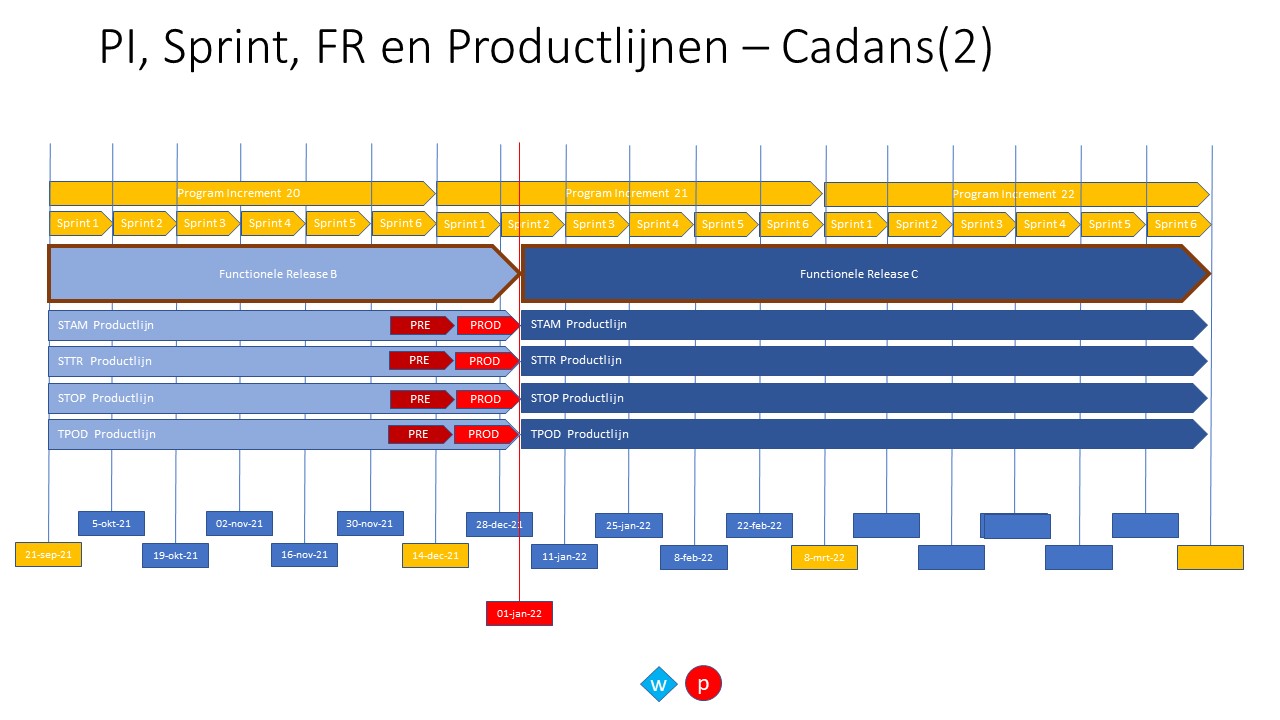 PI, Sprint, FR en Productlijnen – Cadans(2)
Program Increment 20 Program Increment 21 Program Increment 22
Sprint 1 Sprint 2 Sprint 3 Sprint 4 Sprint 5 Sprint 6 Sprint 1 Sprint 2 Sprint 3 Sprint 4 Sprint 5 Sprint 6 Sprint 1 Sprint 2 Sprint 3 Sprint 4 Sprint 5 Sprint 6
Functionele Release B Functionele Release C
STAM Productlijn PRE PROD STAM Productlijn
STTR Productlijn PRE PROD STTR Productlijn
STOP Productlijn PRE PROD STOP Productlijn
TPOD Productlijn PRE PROD TPOD Productlijn
5-okt-21 02-nov-21 30-nov-21 28-dec-21 25-jan-22 22-feb-22
21-sep-21 19-okt-21 16-nov-21 14-dec-21 11-jan-22 8-feb-22 8-mrt-22
01-jan-22
w p